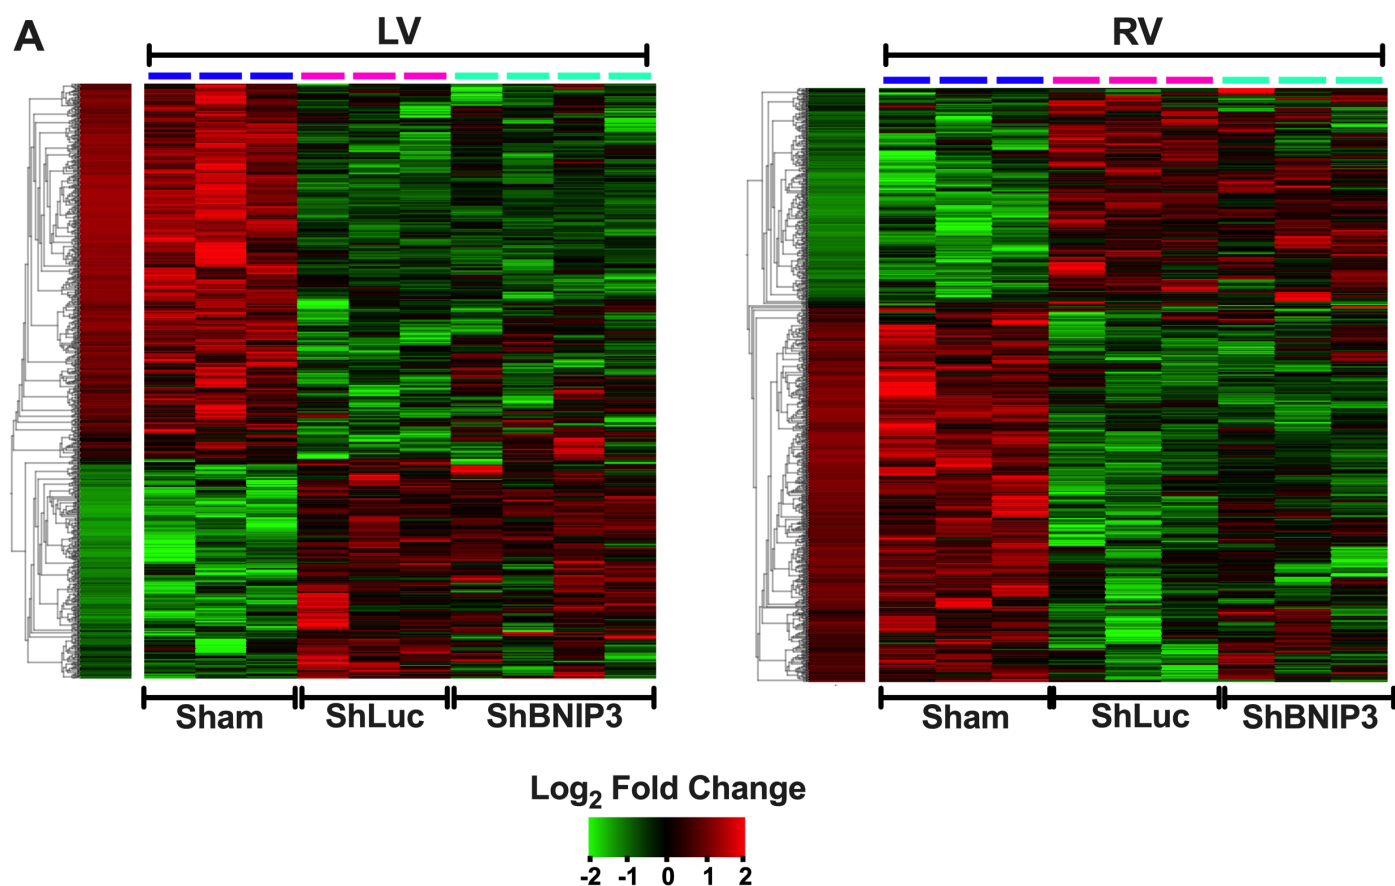 A
LV
RV
Sham ShLuc ShBNIP3
Sham ShLuc ShBNIP3
Log₂ Fold Change
-2 -1 0 1 2